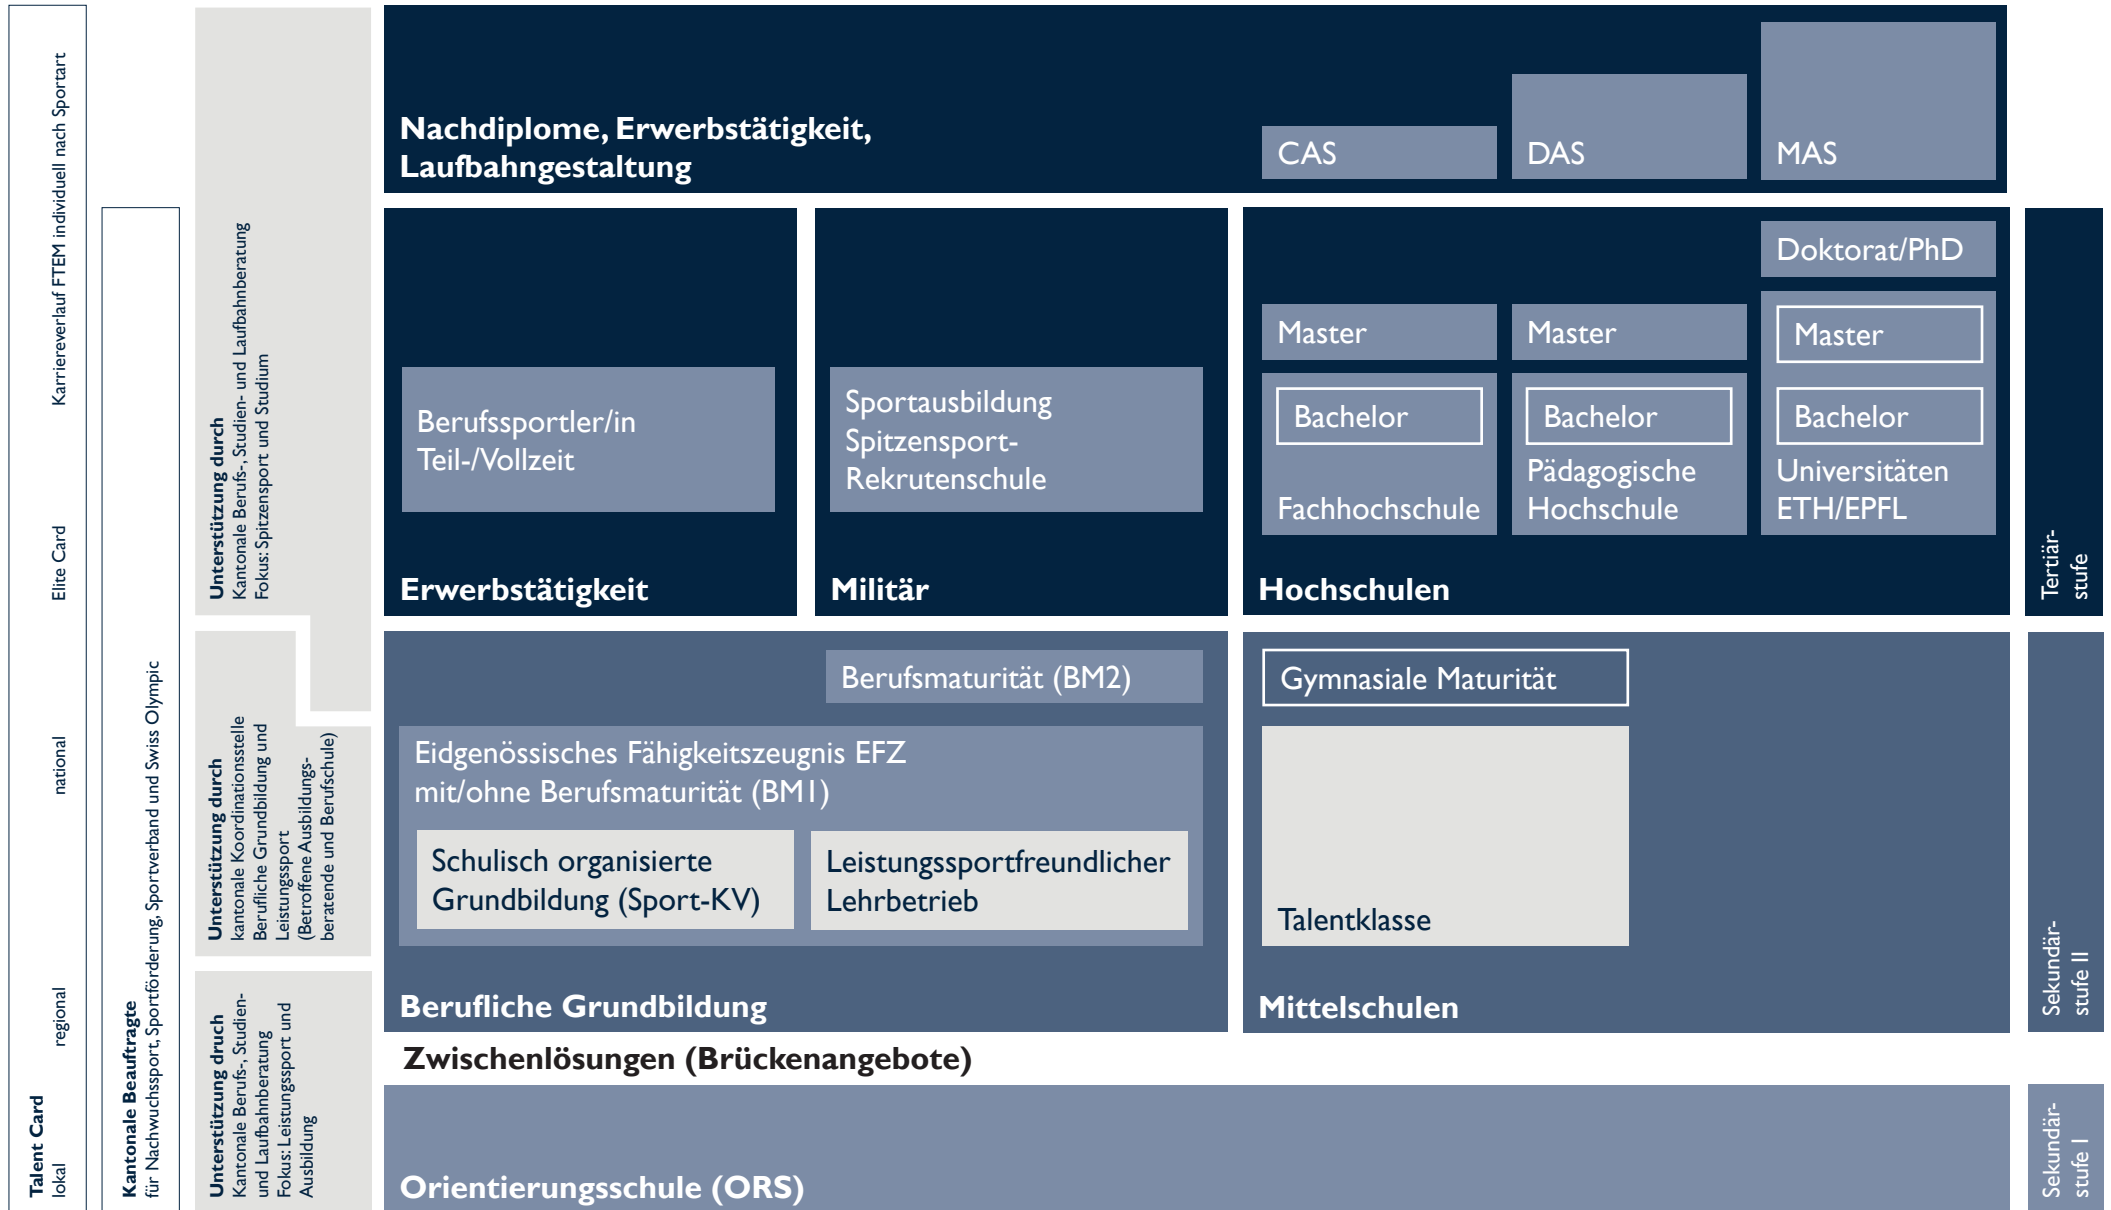 Talent Card
lokal
regional
national
Elite Card
Karriereverlauf FTEM individuell nach Sportart
Kantonale Beauftragte
für Nachwuchssport, Sportförderung, Sportverband und Swiss Olympic
Unterstützung durch
Kantonale Berufs-, Studien- und Laufbahnberatung
Fokus: Spitzensport und Studium
Unterstützung durch
kantonale Koordinationsstelle
Berufliche Grundbildung und
Leistungssport
(Betroffene Ausbildungs-
beratende und Berufschule)
Unterstützung druch
Kantonale Berufs-, Studien-
und Laufbahnberatung
Fokus: Leistungssport und
Ausbildung
Nachdiplome, Erwerbstätigkeit,
Laufbahngestaltung
CAS
DAS
MAS
Berufssportler/in
Teil-/Vollzeit
Erwerbstätigkeit
Sportausbildung
Spitzensport-
Rekrutenschule
Militär
Doktorat/PhD
Master
Master
Master
Bachelor
Bachelor
Bachelor
Fachhochschule
Pädagogische
Hochschule
Universitäten
ETH/EPFL
Hochschulen
Tertiär-
stufe
Berufsmaturität (BM2)
Eidgenössisches Fähigkeitszeugnis EFZ
mit/ohne Berufsmaturität (BM1)
Schulisch organisierte
Grundbildung (Sport-KV)
Leistungssportfreundlicher
Lehrbetrieb
Berufliche Grundbildung
Gymnasiale Maturität
Talentklasse
Mittelschulen
Sekundär-
stufe II
Zwischenlösungen (Brückenangebote)
Orientierungsschule (ORS)
Sekundär-
stufe I